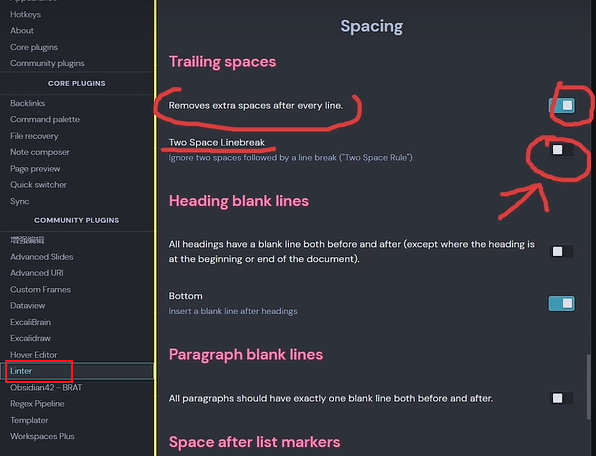 Hotkeys
About
Core plugins
Community plugins
CORE PLUGINS
Backlinks
Command palette
File recovery
Note composer
Page preview
Quick switcher
Sync
COMMUNITY PLUGINS
增强编辑
Advanced Slides
Advanced URI
Custom Frames
Dataview
ExcaliBrain
Excalidraw
Hover Editor
Linter
Obsidian42 - BRAT
Regex Pipeline
Templater
Workspaces Plus
Spacing
Trailing spaces
Removes extra spaces after every line.
Two Space Linebreak
Ignore two spaces followed by a line break ("Two Space Rule").
Heading blank lines
All headings have a blank line both before and after (except where the heading is
at the beginning or end of the document).
Bottom
Insert a blank line after headings
Paragraph blank lines
All paragraphs should have exactly one blank line both before and after.
Space after list markers